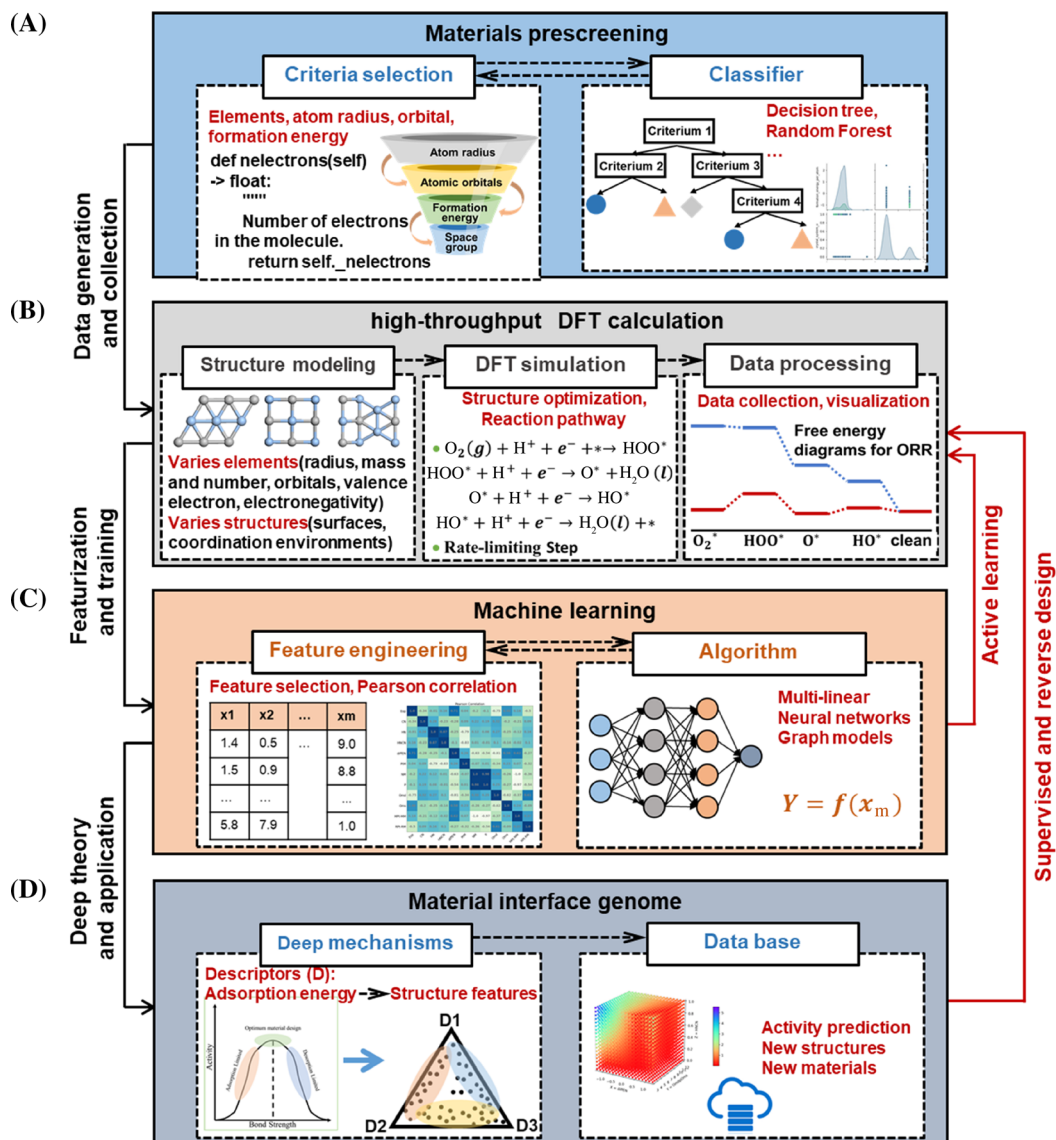 (A)
Materials prescreening
Criteria selection
Classifier
Elements, atom radius, orbital,
formation energy
def nelectrons(self)
-> float:
""""""
Number of electrons
in the molecule.
return self._nelectrons
Atom radius
Atomic orbitals
Formation
energy
Space
group
Decision tree,
Random Forest
...
Criterium 1
Criterium 2
Criterium 3
Criterium 4
Data generation
and collection
(B)
high-throughput DFT calculation
Structure modeling
DFT simulation
Data processing
Varies elements(radius, mass
and number, orbitals, valence
electron, electronegativity)
Varies structures(surfaces,
coordination environments)
Structure optimization,
Reaction pathway
• O₂(g) + H⁺ + e⁻ + * → HOO*
HOO* + H⁺ + e⁻ → O* + H₂O (l)
O* + H⁺ + e⁻ → HO*
HO* + H⁺ + e⁻ → H₂O(l) + *
• Rate-limiting Step
Data collection, visualization
Free energy
diagrams for ORR
O₂* HOO* O* HO* clean
Featurization
and training
(C)
Machine learning
Feature engineering
Algorithm
Feature selection, Pearson correlation
x1 x2 ... xm
1.4 0.5 ... 9.0
1.5 0.9 8.8
... ... ...
5.8 7.9 1.0
Pearson Correlation
Multi-linear
Neural networks
Graph models
Y = f(xₘ)
Active learning
Supervised and reverse design
Deep theory
and application
(D)
Material interface genome
Deep mechanisms
Data base
Descriptors (D):
Adsorption energy
Structure features
Optimum material design
Activity
Adsorption Limited
Desorption Limited
Bond Strength
D1
D2
D3
Activity prediction
New structures
New materials